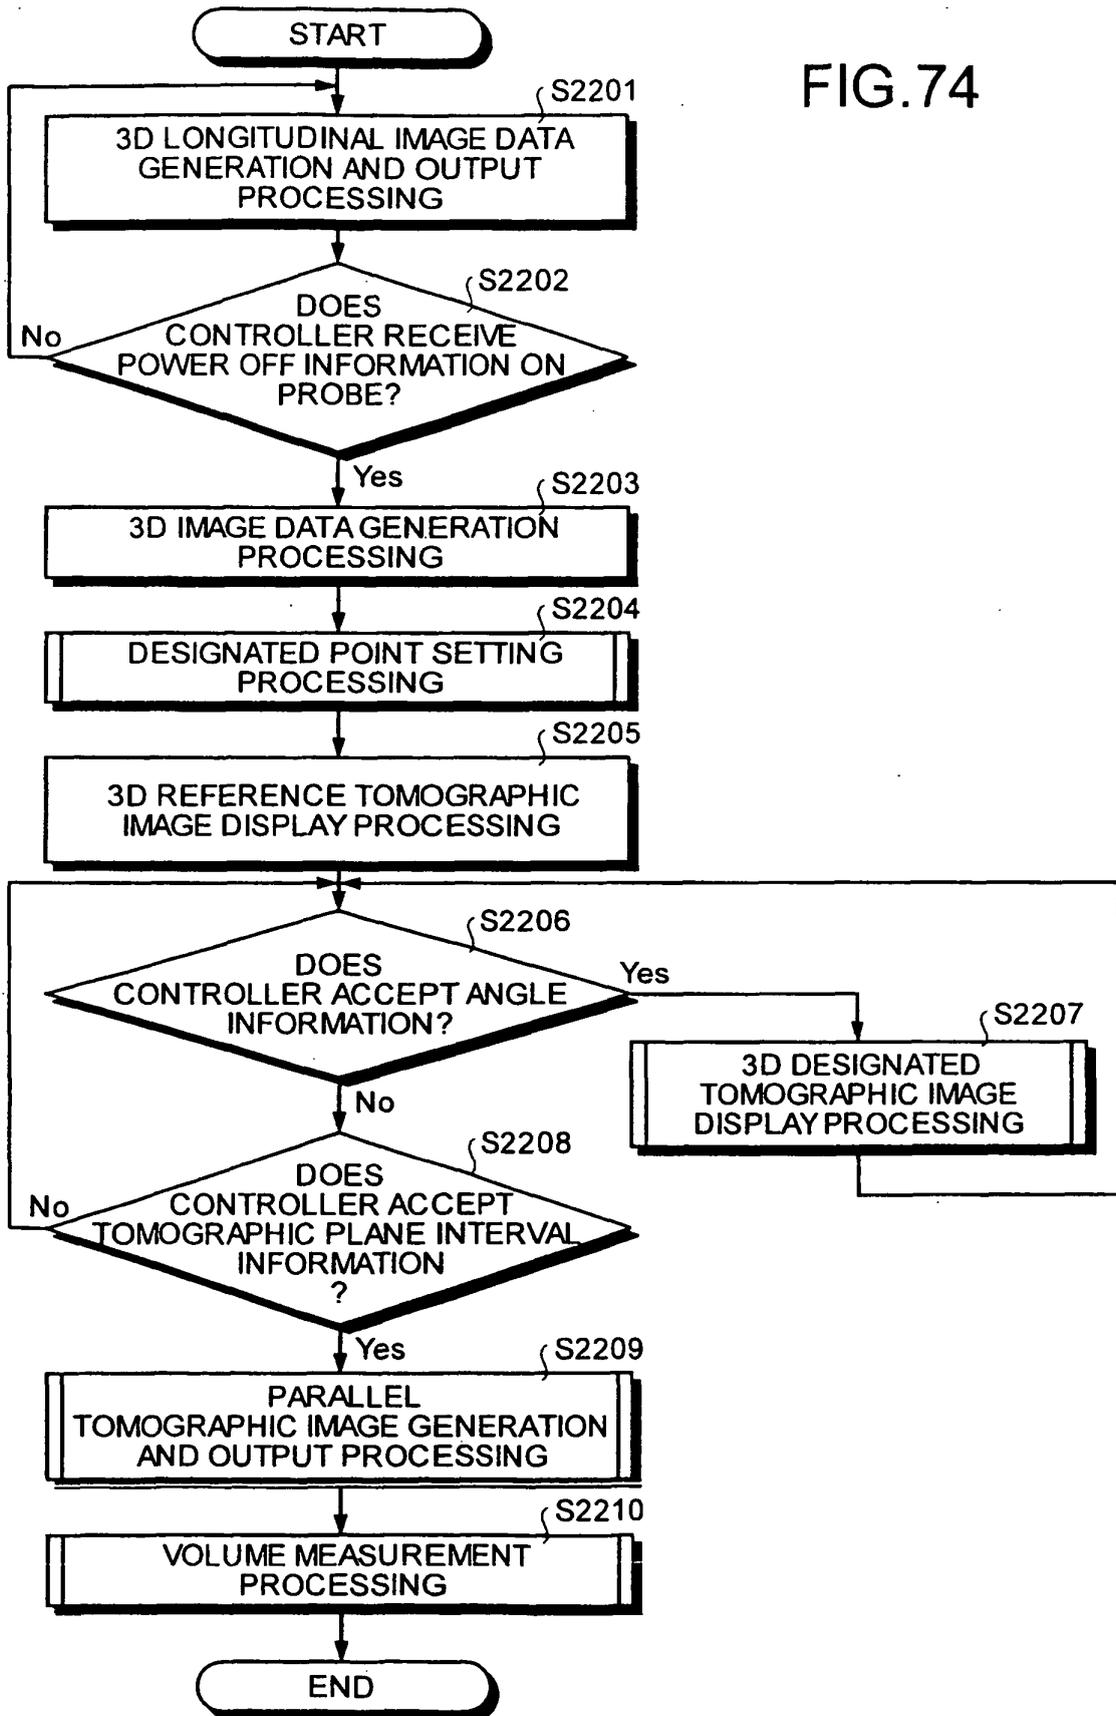 START
FIG.74
S2201
3D LONGITUDINAL IMAGE DATA
GENERATION AND OUTPUT
PROCESSING
S2202
DOES
CONTROLLER RECEIVE
POWER OFF INFORMATION ON
PROBE?
No
Yes
S2203
3D IMAGE DATA GENERATION
PROCESSING
S2204
DESIGNATED POINT SETTING
PROCESSING
S2205
3D REFERENCE TOMOGRAPHIC
IMAGE DISPLAY PROCESSING
S2206
DOES
CONTROLLER ACCEPT ANGLE
INFORMATION?
Yes
S2207
3D DESIGNATED
TOMOGRAPHIC IMAGE
DISPLAY PROCESSING
No
S2208
DOES
CONTROLLER ACCEPT
TOMOGRAPHIC PLANE INTERVAL
INFORMATION
?
No
Yes
S2209
PARALLEL
TOMOGRAPHIC IMAGE GENERATION
AND OUTPUT PROCESSING
S2210
VOLUME MEASUREMENT
PROCESSING
END